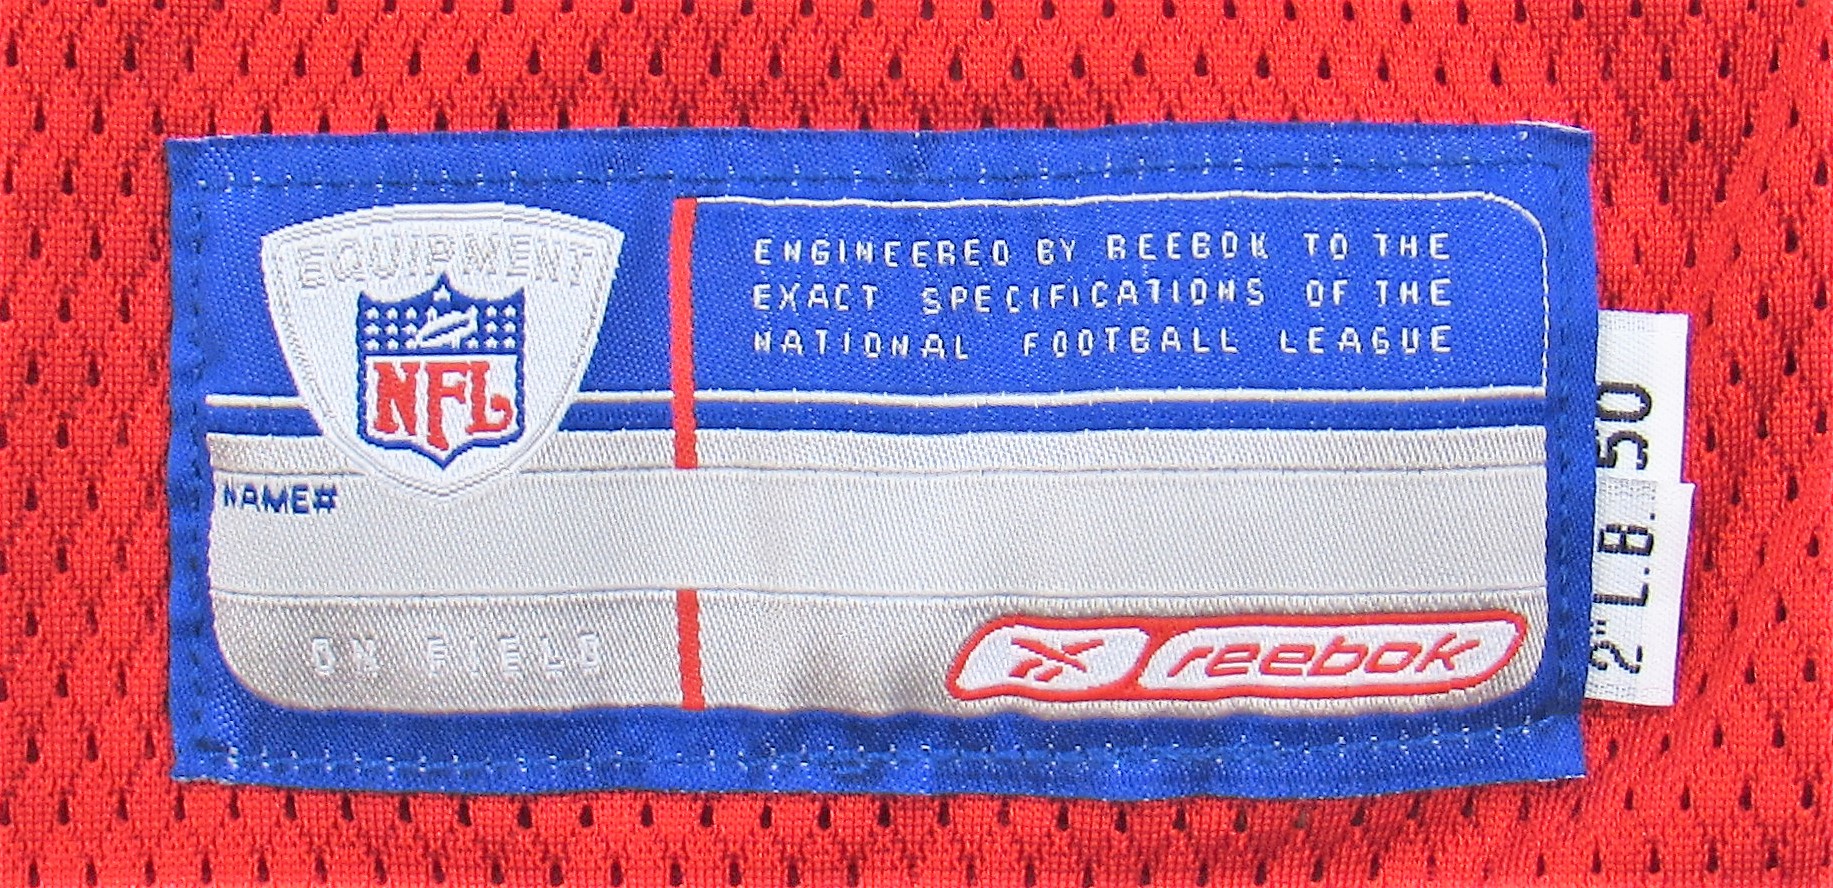 EQUIPMENT
NFL
ENGINEERED BY REEBOK TO THE
EXACT SPECIFICATIONS OF THE
NATIONAL FOOTBALL LEAGUE
NAME#
ON FIELD
reebok
50
2" L.B.